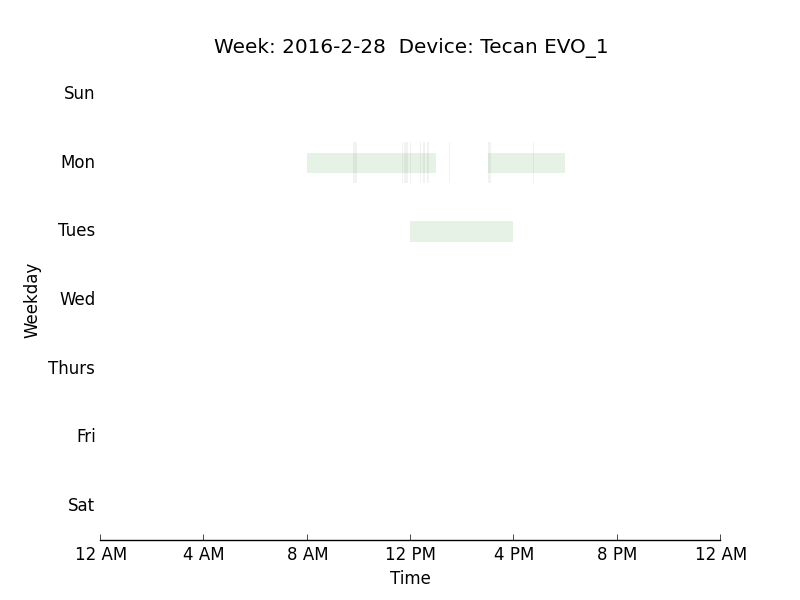 Week: 2016-2-28  Device: Tecan EVO_1
Sun
Mon
Tues
Wed
Thurs
Fri
Sat
Weekday
12 AM 4 AM 8 AM 12 PM 4 PM 8 PM 12 AM
Time